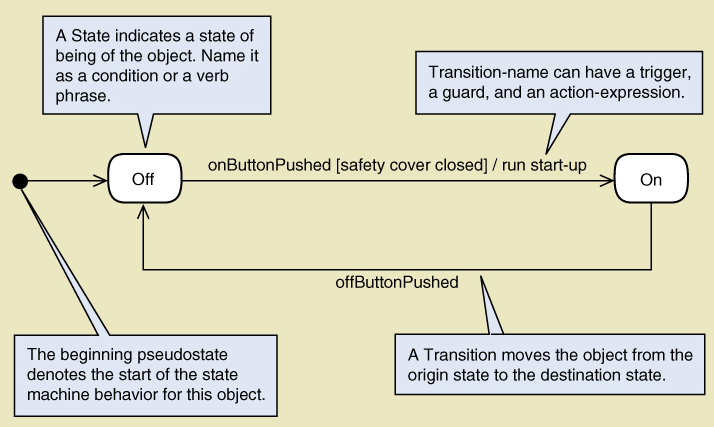 A State indicates a state of
being of the object. Name it
as a condition or a verb
phrase.
Transition-name can have a trigger,
a guard, and an action-expression.
onButtonPushed [safety cover closed] / run start-up
Off
On
offButtonPushed
The beginning pseudostate
denotes the start of the state
machine behavior for this object.
A Transition moves the object from the
origin state to the destination state.